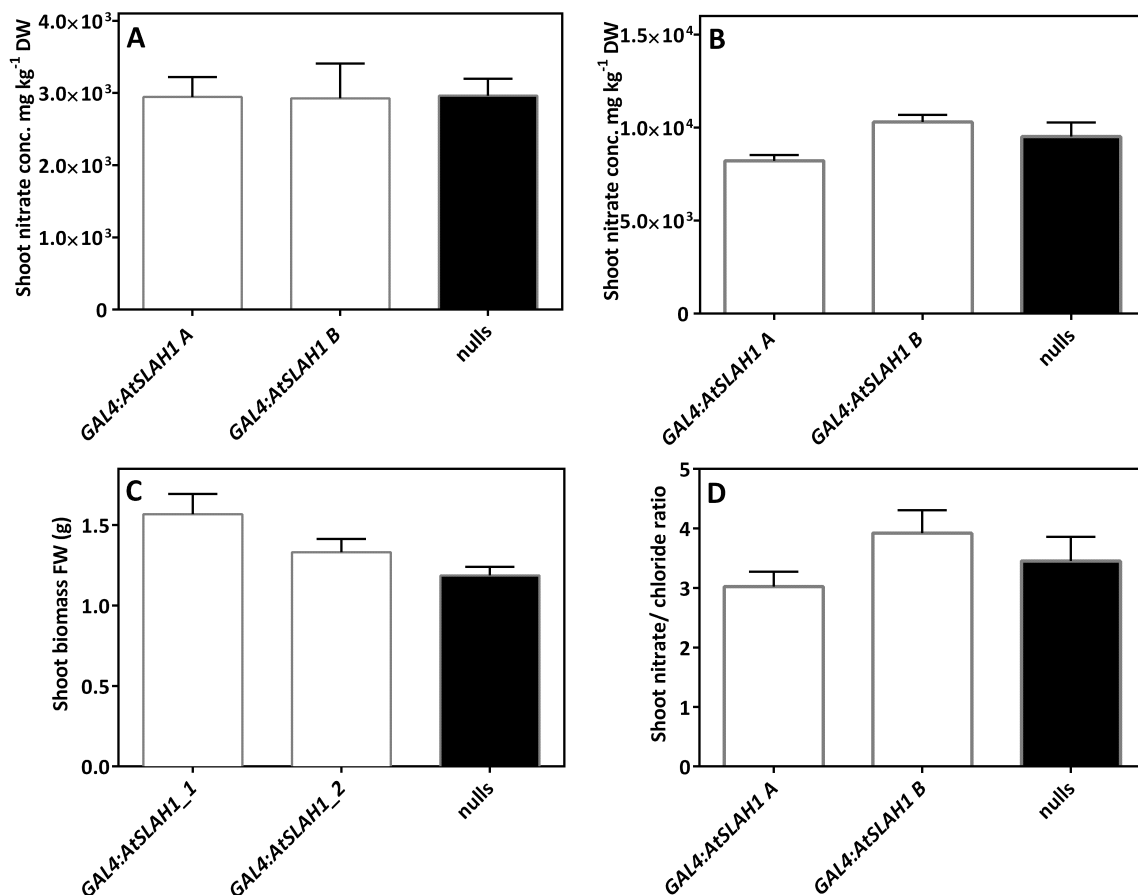 A
Shoot nitrate conc. mg kg⁻¹ DW
4.0×10³
3.0×10³
2.0×10³
1.0×10³
0
GAL4:AtSLAH1 A
GAL4:AtSLAH1 B
nulls
B
Shoot nitrate conc. mg kg⁻¹ DW
1.5×10⁴
1.0×10⁴
5.0×10³
0
GAL4:AtSLAH1 A
GAL4:AtSLAH1 B
nulls
C
Shoot biomass FW (g)
1.5
1.0
0.5
0.0
GAL4:AtSLAH1_1
GAL4:AtSLAH1_2
nulls
D
Shoot nitrate/ chloride ratio
5
4
3
2
1
0
GAL4:AtSLAH1 A
GAL4:AtSLAH1 B
nulls